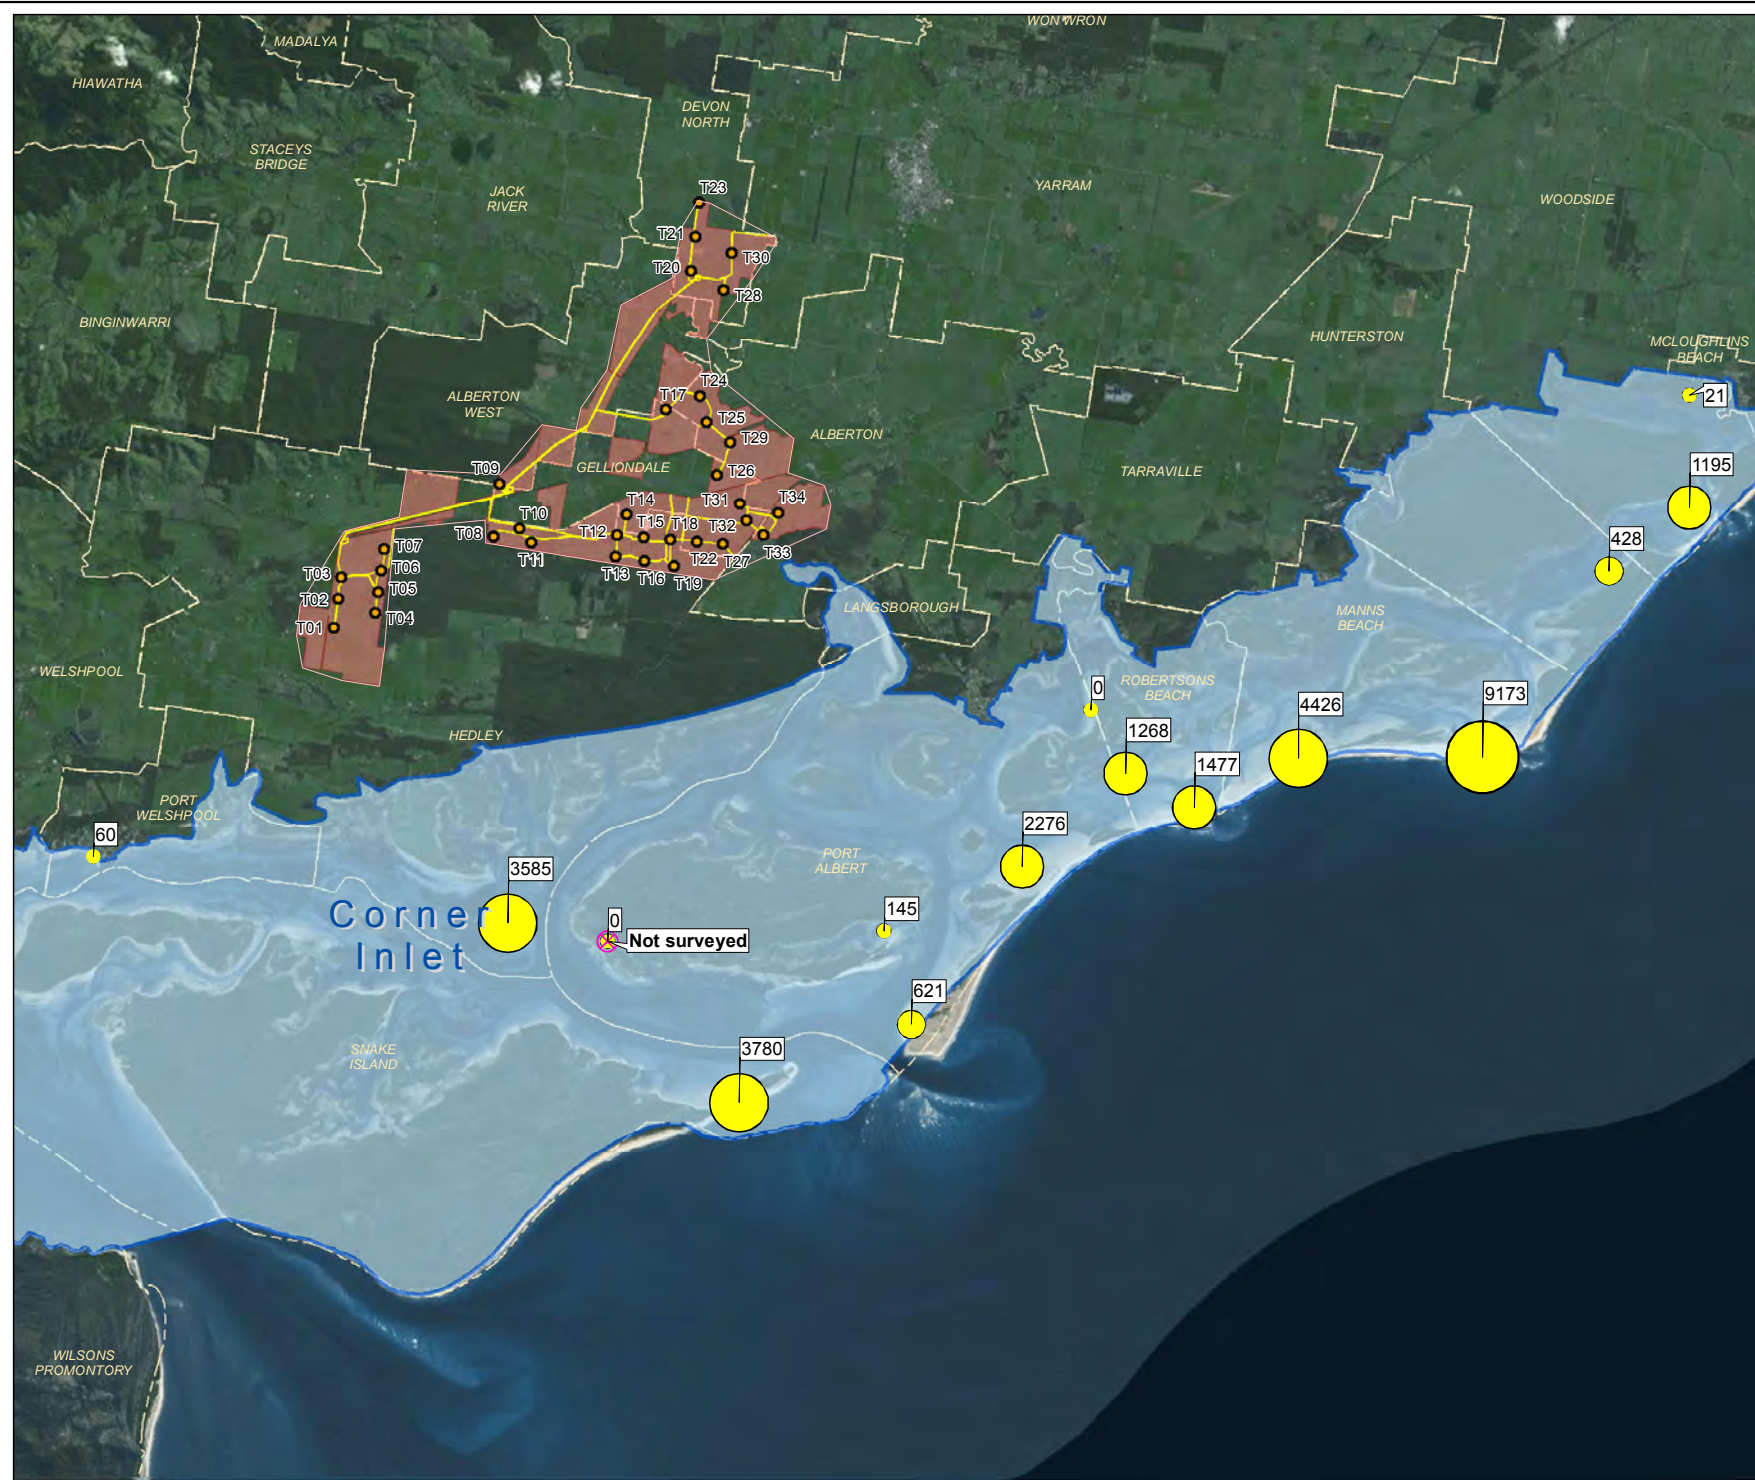 WON WRON
MADALYA
HIAWATHA
DEVON
NORTH
STACEYS
BRIDGE
JACK
RIVER
YARRAM
WOODSIDE
T23
T21
T30
T20
T28
BINGINWARRI
HUNTERSTON
MCLOUGHLINS
BEACH
21
ALBERTON
WEST
T24
T17
T25
ALBERTON
T29
GELLIONDALE
T26
TARRAVILLE
1195
T09
T31
T34
T14
T10
T15
T18
T32
T08
T12
T11
T33
T22
T27
428
T07
T13
T16
T19
T06
T03
T05
T02
T04
T01
LANGSBOROUGH
MANNS
BEACH
WELSHPOOL
0
ROBERTSONS
BEACH
9173
4426
1268
HEDLEY
1477
PORT
WELSHPOOL
60
2276
PORT
ALBERT
3585
145
Corner
Inlet
0
Not surveyed
621
3780
SNAKE
ISLAND
WILSONS
PROMONTORY